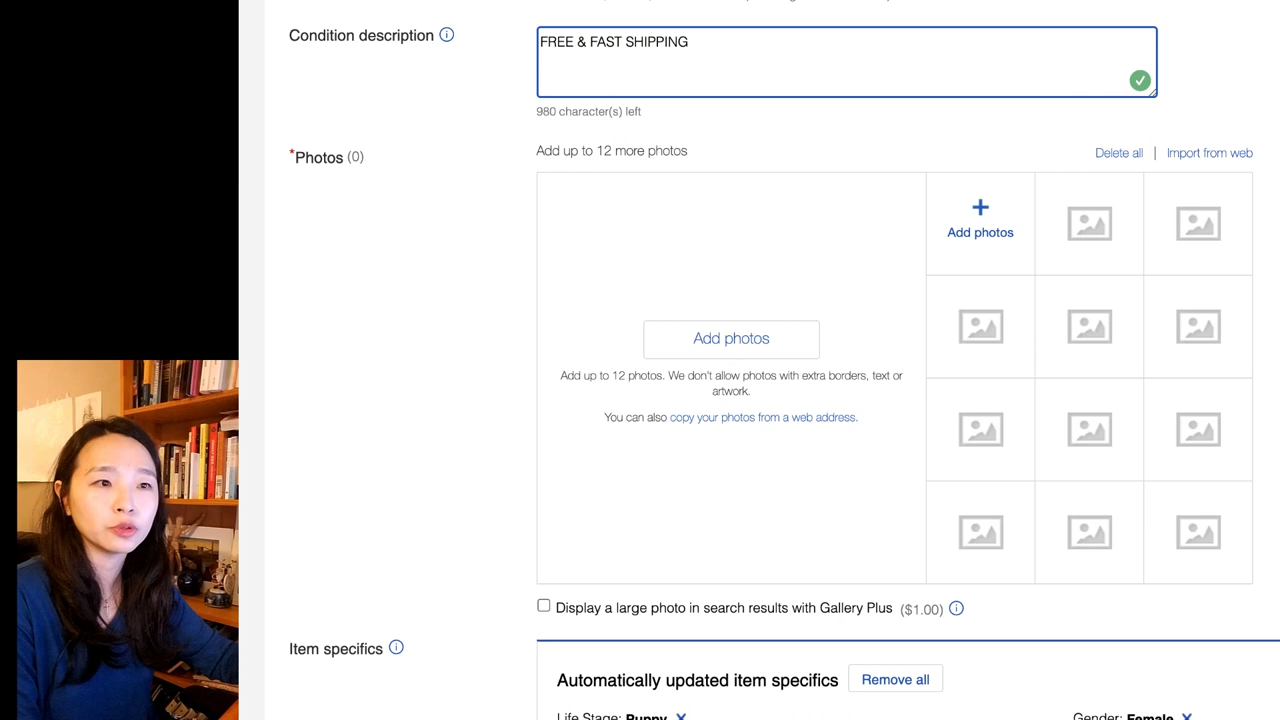 Condition description
FREE & FAST SHIPPING
980 character(s) left
*Photos (0)
Add up to 12 more photos
Delete all | Import from web
+
Add photos
Add photos
Add up to 12 photos. We don't allow photos with extra borders, text or
artwork.
You can also copy your photos from a web address.
Display a large photo in search results with Gallery Plus ($1.00)
Item specifics
Automatically updated item specifics
Remove all
Life Stage: Puppy X
Gender: Female X